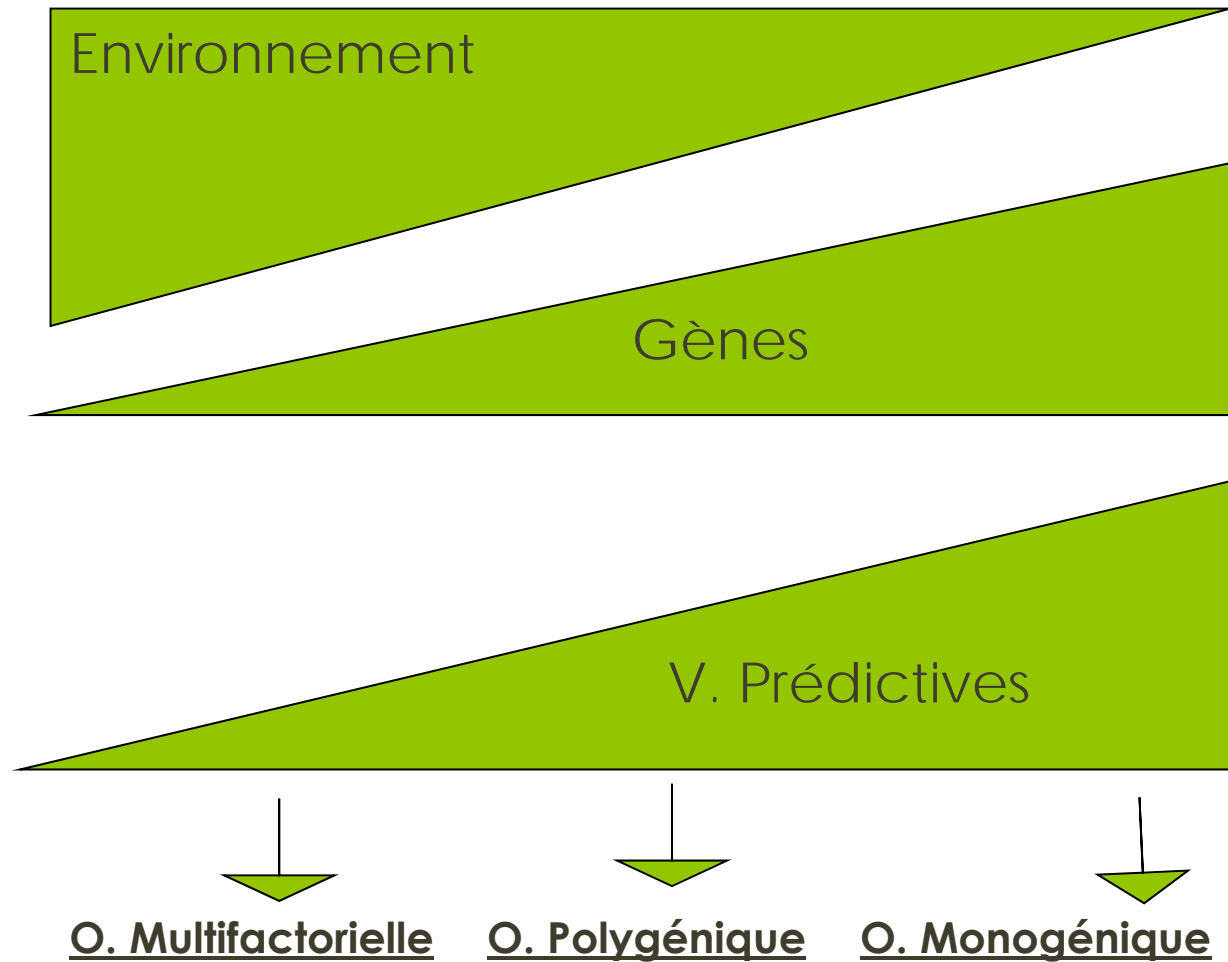 Environnement
Gènes
V. Prédictives
O. Multifactorielle O. Polygénique O. Monogénique